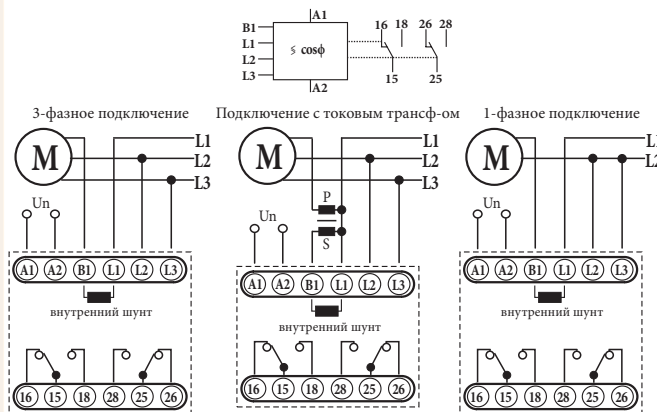 A1
B1
16 18 26 28
L1
L2
L3
≤ cosϕ
A2
15 25
3-фазное подключение
Подключение с токовым трансф-ом
1-фазное подключение
M
L1
L2
L3
Un
A1 A2 B1 L1 L2 L3
внутренний шунт
16 15 18 28 25 26
M
L1
L2
L3
P
S
Un
A1 A2 B1 L1 L2 L3
внутренний шунт
16 15 18 28 25 26
M
L1
L2
Un
A1 A2 B1 L1 L2 L3
внутренний шунт
16 15 18 28 25 26